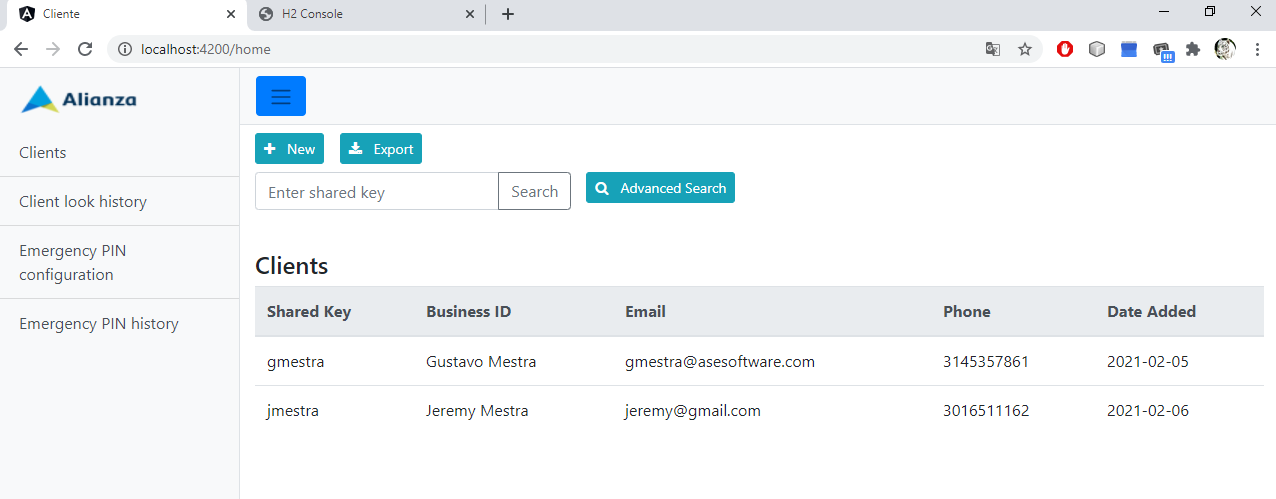 Cliente
H2 Console
localhost:4200/home
Alianza
Clients
Client look history
Emergency PIN
configuration
Emergency PIN history
New
Export
Enter shared key
Search
Advanced Search
Clients
Shared Key Business ID Email Phone Date Added
gmestra Gustavo Mestra gmestra@asesoftware.com 3145357861 2021-02-05
jmestra Jeremy Mestra jeremy@gmail.com 3016511162 2021-02-06